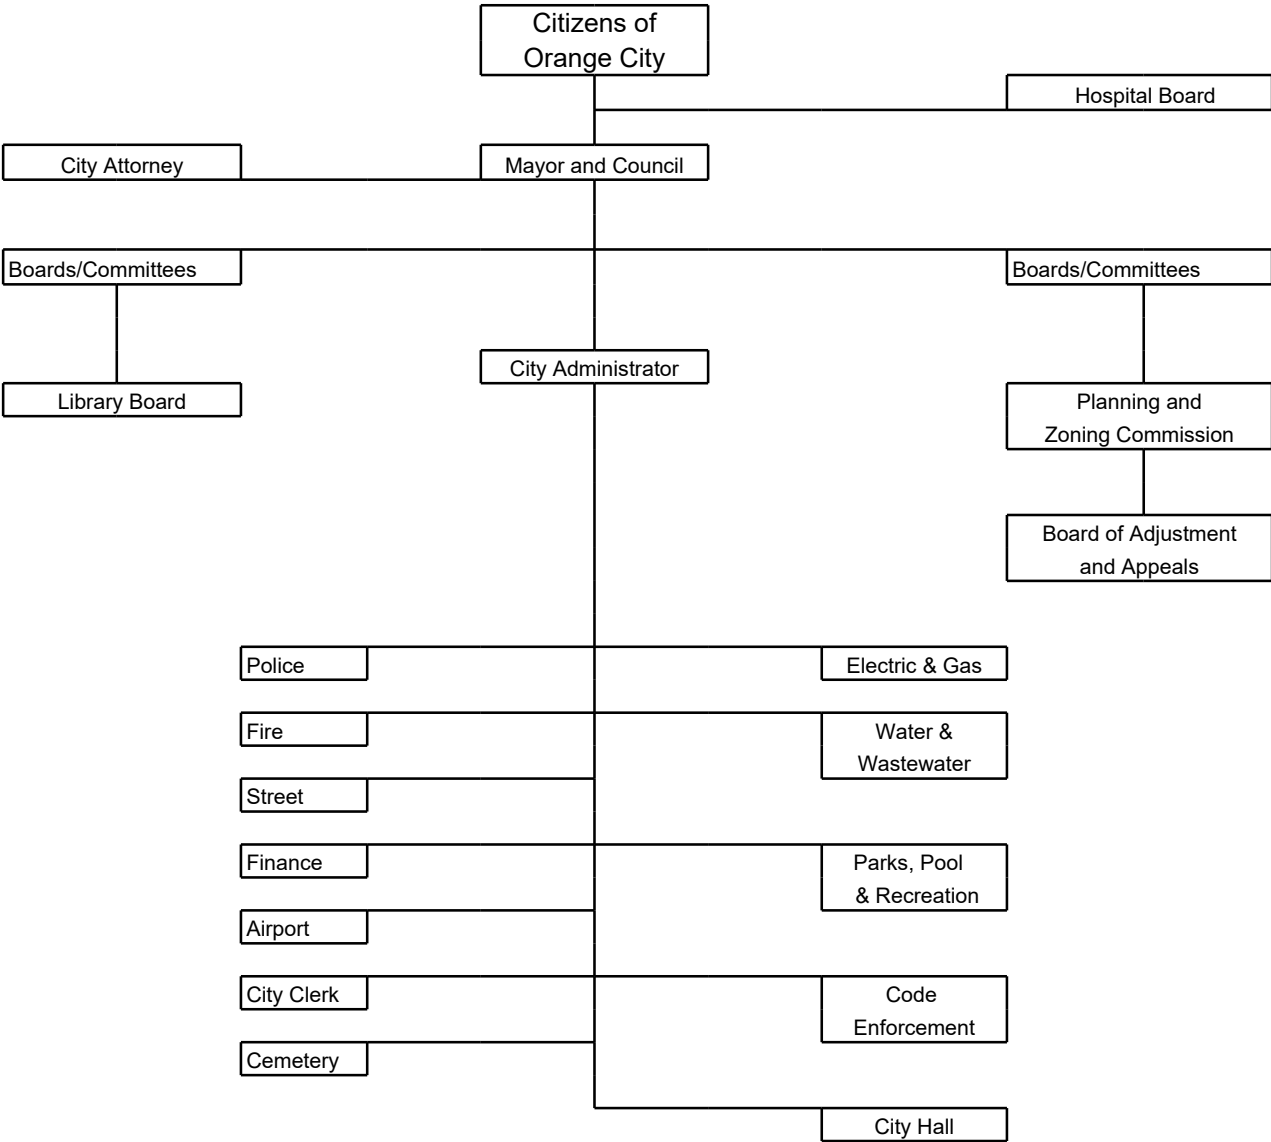 Citizens of
Orange City
Hospital Board
City Attorney
Mayor and Council
Boards/Committees
Boards/Committees
City Administrator
Library Board
Planning and
Zoning Commission
Board of Adjustment
and Appeals
Police
Electric & Gas
Fire
Water &
Wastewater
Street
Finance
Parks, Pool
& Recreation
Airport
City Clerk
Code
Enforcement
Cemetery
City Hall